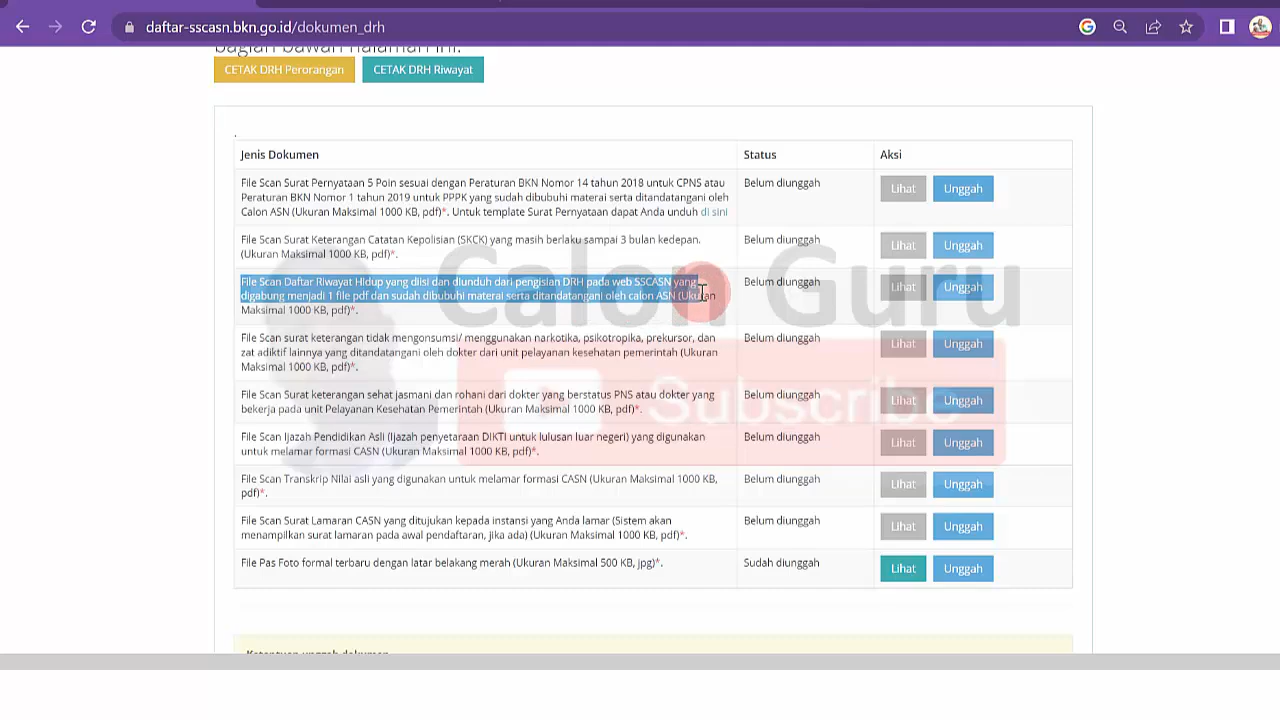 daftar-sscasn.bkn.go.id/dokumen_drh
bagian bawah halaman ini.
CETAK DRH Perorangan
CETAK DRH Riwayat
.
Jenis Dokumen
Status
Aksi
File Scan Surat Pernyataan 5 Poin sesuai dengan Peraturan BKN Nomor 14 tahun 2018 untuk CPNS atau
Peraturan BKN Nomor 1 tahun 2019 untuk PPPK yang sudah dibubuhi materai serta ditandatangani oleh
Calon ASN (Ukuran Maksimal 1000 KB, pdf)*. Untuk template Surat Pernyataan dapat Anda unduh di sini
Belum diunggah
Lihat
Unggah
File Scan Surat Keterangan Catatan Kepolisian (SKCK) yang masih berlaku sampai 3 bulan kedepan.
(Ukuran Maksimal 1000 KB, pdf)*.
Belum diunggah
Lihat
Unggah
File Scan Daftar Riwayat Hidup yang diisi dan diunduh dari pengisian DRH pada web SSCASN yang
digabung menjadi 1 file pdf dan sudah dibubuhi materai serta ditandatangani oleh calon ASN (Ukuran
Maksimal 1000 KB, pdf)*.
Belum diunggah
Lihat
Unggah
Calon Guru
File Scan surat keterangan tidak mengonsumsi/ menggunakan narkotika, psikotropika, prekursor, dan
zat adiktif lainnya yang ditandatangani oleh dokter dari unit pelayanan kesehatan pemerintah (Ukuran
Maksimal 1000 KB, pdf)*.
Belum diunggah
Lihat
Unggah
File Scan Surat keterangan sehat jasmani dan rohani dari dokter yang berstatus PNS atau dokter yang
bekerja pada unit Pelayanan Kesehatan Pemerintah (Ukuran Maksimal 1000 KB, pdf)*.
Belum diunggah
Lihat
Unggah
Subscribe
File Scan Ijazah Pendidikan Asli (Ijazah penyetaraan DIKTI untuk lulusan luar negeri) yang digunakan
untuk melamar formasi CASN (Ukuran Maksimal 1000 KB, pdf)*.
Belum diunggah
Lihat
Unggah
File Scan Transkrip Nilai asli yang digunakan untuk melamar formasi CASN (Ukuran Maksimal 1000 KB,
pdf)*.
Belum diunggah
Lihat
Unggah
File Scan Surat Lamaran CASN yang ditujukan kepada instansi yang Anda lamar (Sistem akan
menampilkan surat lamaran pada awal pendaftaran, jika ada) (Ukuran Maksimal 1000 KB, pdf)*.
Belum diunggah
Lihat
Unggah
File Pas Foto formal terbaru dengan latar belakang merah (Ukuran Maksimal 500 KB, jpg)*.
Sudah diunggah
Lihat
Unggah
Ketentuan unggah dokumen